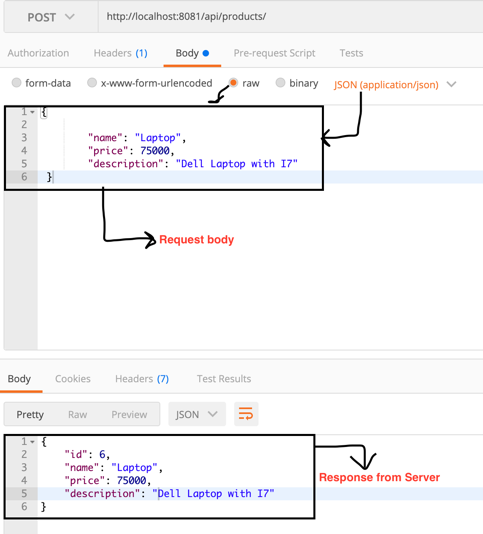 POST http://localhost:8081/api/products/
Authorization Headers (1) Body Pre-request Script Tests
form-data x-www-form-urlencoded raw binary JSON (application/json)
1 {
2
3 "name": "Laptop",
4 "price": 75000,
5 "description": "Dell Laptop with I7"
6 }
Request body
Body Cookies Headers (7) Test Results
Pretty Raw Preview JSON
1 {
2 "id": 6,
3 "name": "Laptop",
4 "price": 75000,
5 "description": "Dell Laptop with I7"
6 }
Response from Server